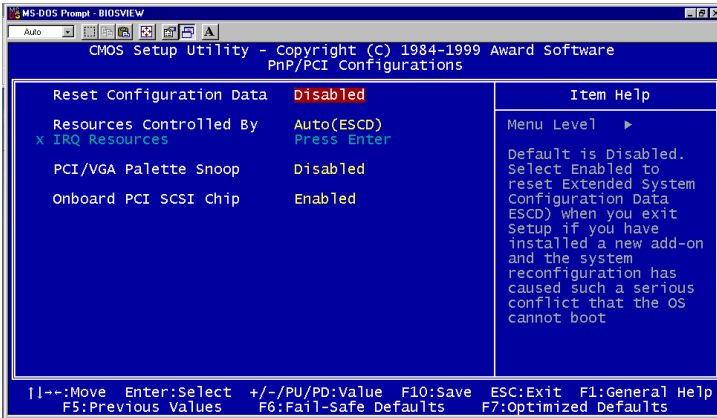 MS-DOS Prompt - BIOSVIEW
Auto
A
CMOS Setup Utility - Copyright (C) 1984-1999 Award Software
PnP/PCI Configurations
Reset Configuration Data Disabled
Resources Controlled By Auto(ESCD)
x IRQ Resources Press Enter
PCI/VGA Palette Snoop Disabled
Onboard PCI SCSI Chip Enabled
Item Help
Menu Level ▶
Default is Disabled.
Select Enabled to
reset Extended System
Configuration Data
ESCD) when you exit
Setup if you have
installed a new add-on
and the system
reconfiguration has
caused such a serious
conflict that the OS
cannot boot
↑↓→←:Move Enter:Select +/-/PU/PD:Value F10:Save ESC:Exit F1:General Help
F5:Previous Values F6:Fail-Safe Defaults F7:Optimized Defaults